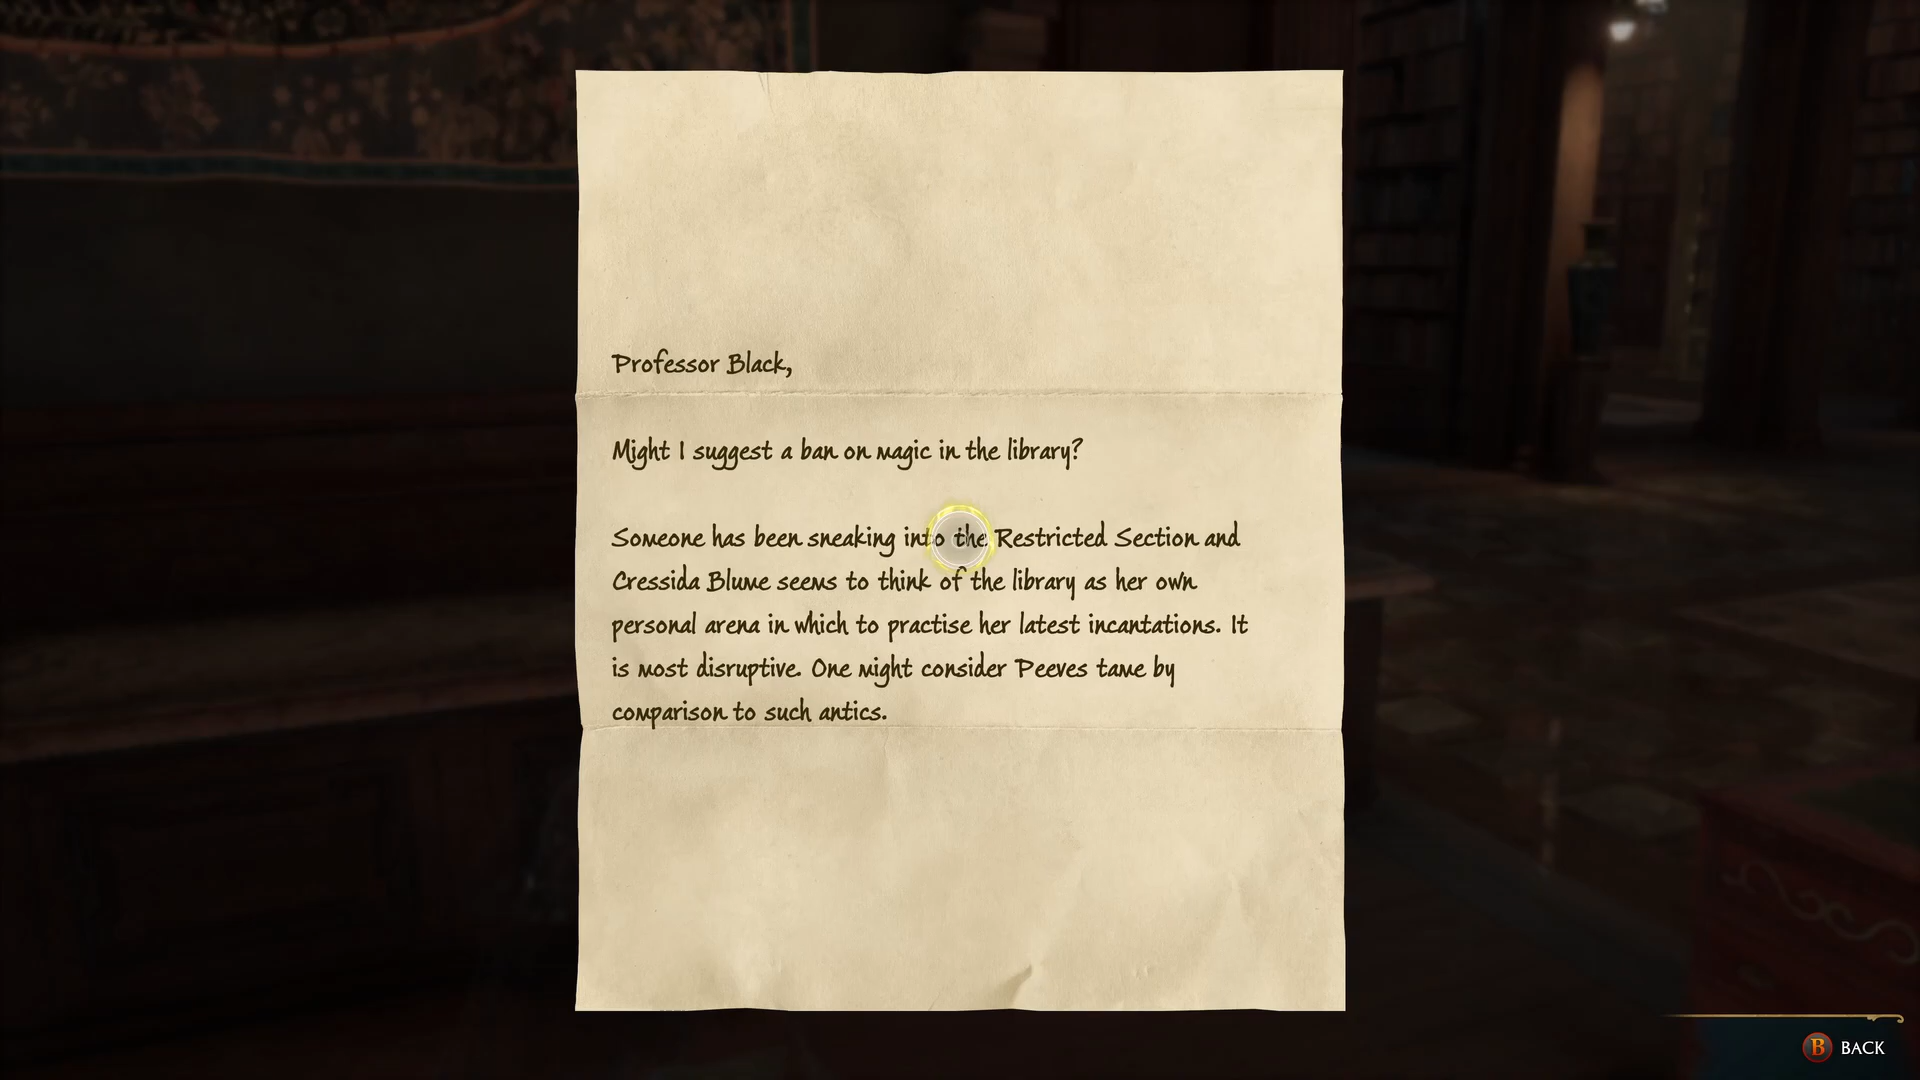 Professor Black,
Might I suggest a ban on magic in the library?
Someone has been sneaking into the Restricted Section and
Cressida Blume seems to think of the library as her own
personal arena in which to practise her latest incantations. It
is most disruptive. One might consider Peeves tame by
comparison to such antics.
B BACK